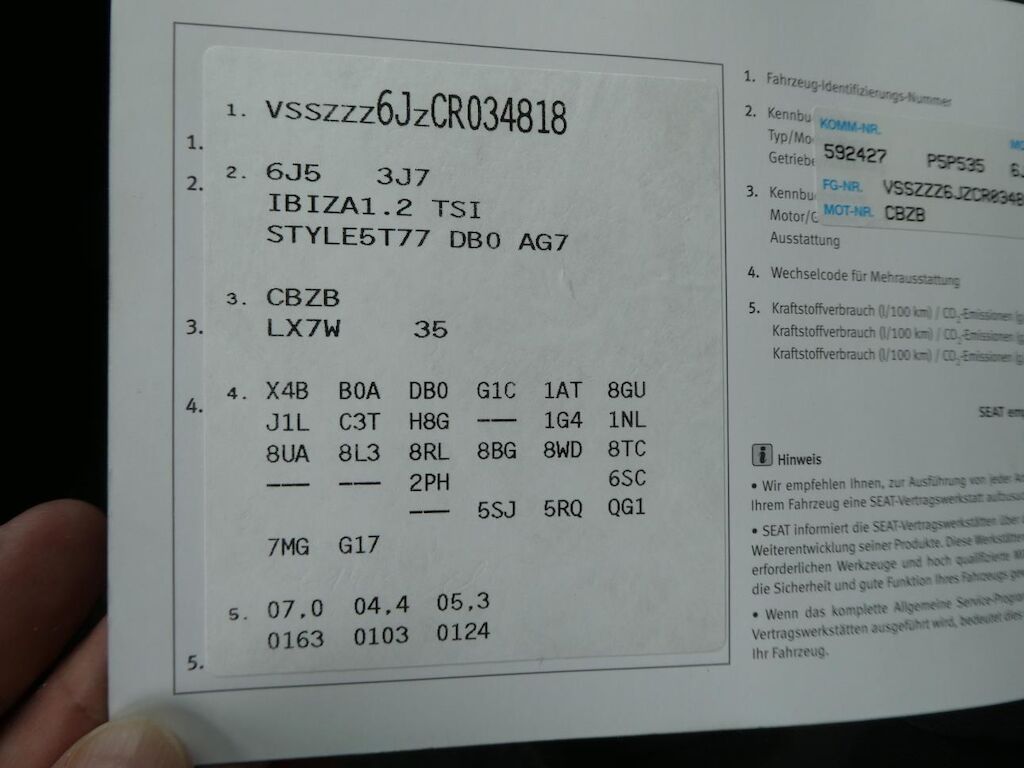 1. VSSZZZ6JZCR034818
1.
2. 2. 6J5 3J7
IBIZA1.2 TSI
STYLE5T77 DB0 AG7
3. CBZB
3. LX7W 35
4. X4B B0A DB0 G1C 1AT 8GU
4. J1L C3T H8G --- 1G4 1NL
8UA 8L3 8RL 8BG 8WD 8TC
--- --- 2PH 6SC
--- 5SJ 5RQ QG1
7MG G17
5. 07,0 04,4 05,3
0163 0103 0124
5.
1. Fahrzeug-Identifizierungs-Nummer
2. Kennbu
Typ/Mo
Getriebe
KOMM-NR.
592427 P5P535 6J
FG-NR. VSSZZZ6JZCR0348
MOT-NR. CBZB
3. Kennbu
Motor/G
Ausstattung
4. Wechselcode für Mehrausstattung
5. Kraftstoffverbrauch (l/100 km) / CO2-Emissionen (g
Kraftstoffverbrauch (l/100 km) / CO2-Emissionen (g
Kraftstoffverbrauch (l/100 km) / CO2-Emissionen (g
SEAT em
i Hinweis
• Wir empfehlen Ihnen, zur Ausführung von jeder
Ihrem Fahrzeug eine SEAT-Vertragswerkstatt aufzusu
• SEAT informiert die SEAT-Vertragswerkstätten über
Weiterentwicklung seiner Produkte. Diese Werkstätten
erforderlichen Werkzeuge und hoch qualifizierte
die Sicherheit und gute Funktion Ihres Fahrzeugs
• Wenn das komplette Allgemeine Service-Progra
Vertragswerkstätten ausgeführt wird, bedeutet dies
Ihr Fahrzeug.